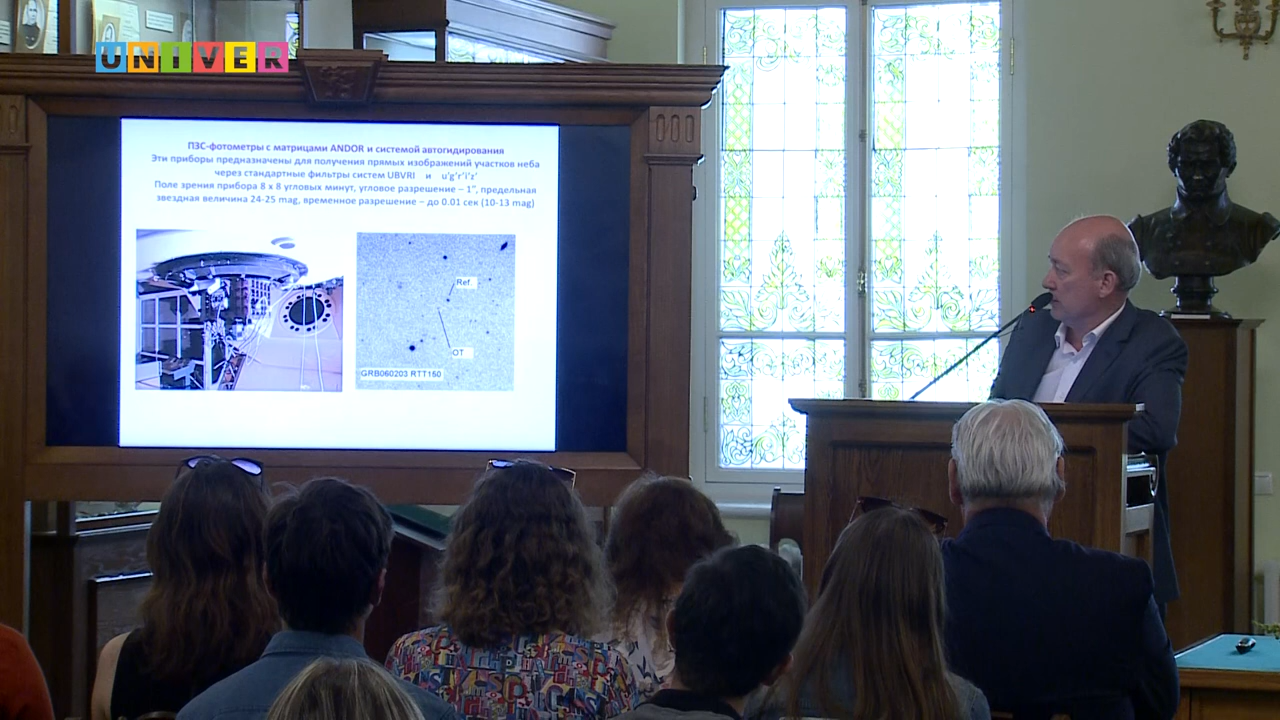 UNIVER
ПЗС-фотометры с матрицами ANDOR и системой автогидирования
Эти приборы предназначены для получения прямых изображений участков неба
через стандартные фильтры систем UBVRI и u'g'r'i'z'
Поле зрения прибора 8 x 8 угловых минут, угловое разрешение – 1", предельная
звездная величина 24-25 mag, временное разрешение – до 0.01 сек (10-13 mag)
Ref.
OT
GRB060203 RTT150